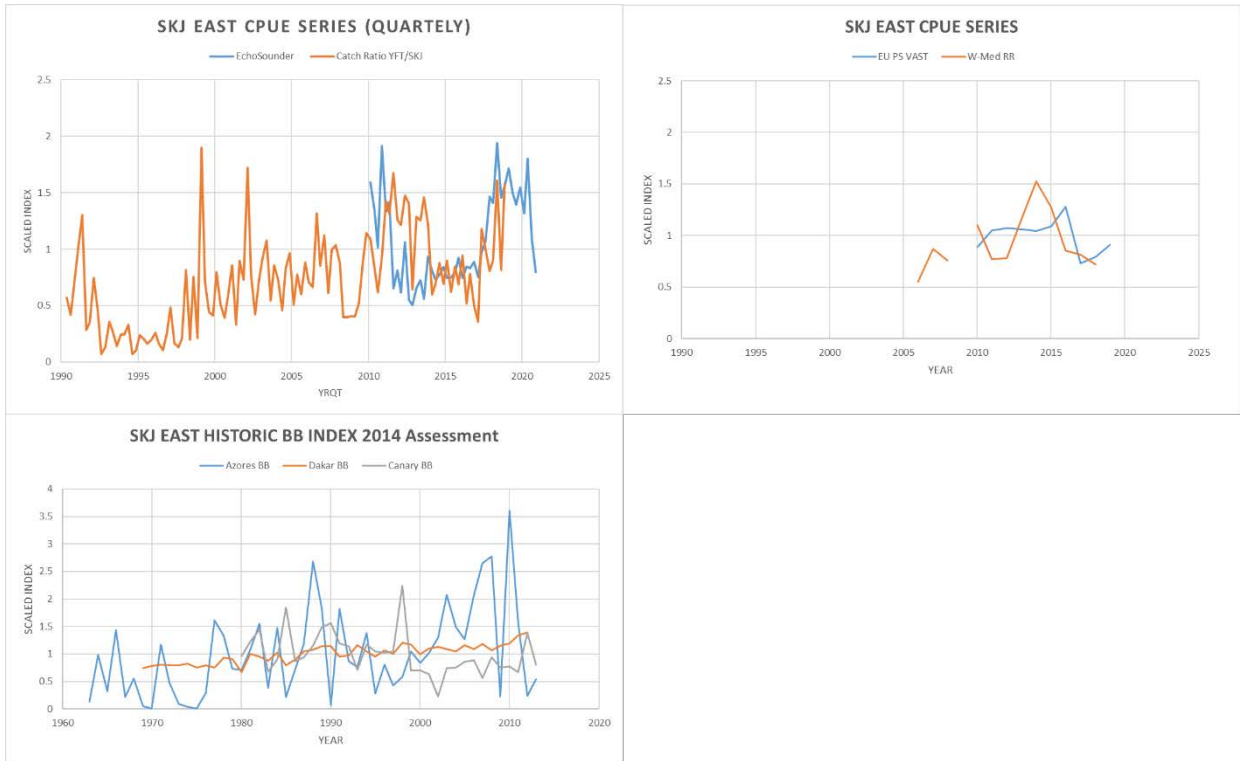 SKJ EAST CPUE SERIES (QUARTELY)
EchoSounder Catch Ratio YFT/SKJ
2.5
2
1.5
1
0.5
0
SCALED INDEX
1990 1995 2000 2005 2010 2015 2020 2025
YRQT
SKJ EAST CPUE SERIES
EU PS VAST W-Med RR
2.5
2
1.5
1
0.5
0
SCALED INDEX
1990 1995 2000 2005 2010 2015 2020 2025
YEAR
SKJ EAST HISTORIC BB INDEX 2014 Assessment
Azores BB Dakar BB Canary BB
4
3.5
3
2.5
2
1.5
1
0.5
0
SCALED INDEX
1960 1970 1980 1990 2000 2010 2020
YEAR